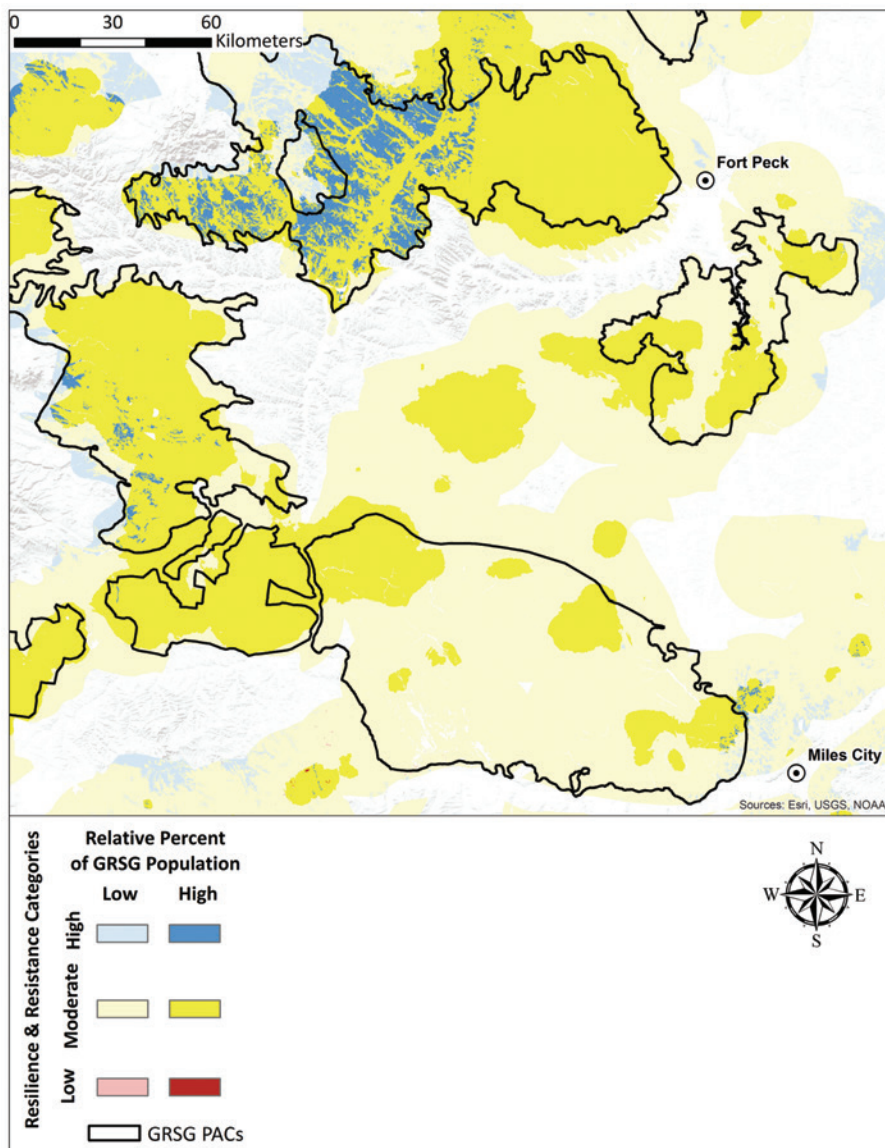 0 30 60
Kilometers
Fort Peck
Miles City
Sources: Esri, USGS, NOAA
Relative Percent
of GRSG Population
Low High
Resilience & Resistance Categories
High
Moderate
Low
GRSG PACs
N
W E
S